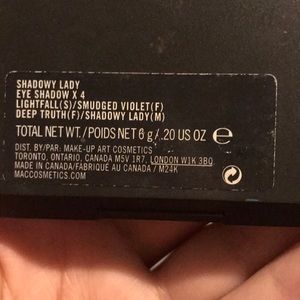 SHADOWY LADY
EYE SHADOW X 4
LIGHTFALL(S)/SMUDGED VIOLET(F)
DEEP TRUTH(F)/SHADOWY LADY(M)
TOTAL NET WT./POIDS NET 6 g/.20 US OZ ℮
DIST. BY/PAR. MAKE-UP ART COSMETICS
TORONTO, ONTARIO, CANADA M5V 1R7, LONDON W1K 3BQ
MADE IN CANADA/FABRIQUÉ AU CANADA / M24K
MACCOSMETICS.COM